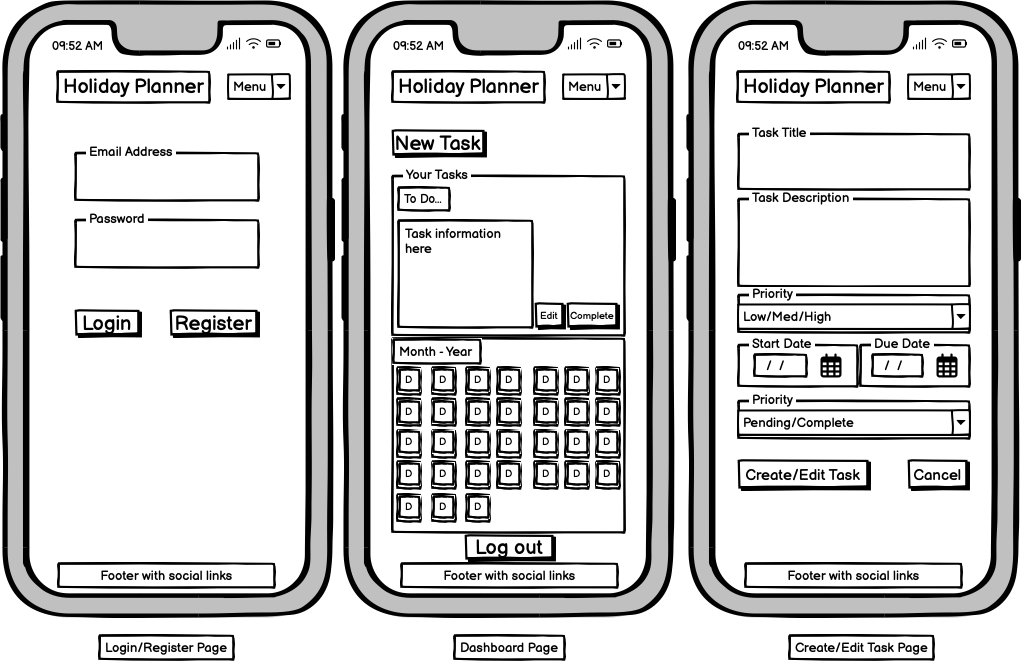 09:52 AM
Holiday Planner
Menu
Email Address
Password
Login
Register
Footer with social links
Login/Register Page
09:52 AM
Holiday Planner
Menu
New Task
Your Tasks
To Do...
Task information
here
Edit
Complete
Month - Year
D D D D D D D
D D D D D D D
D D D D D D D
D D D D D D D
D D D
Log out
Footer with social links
Dashboard Page
09:52 AM
Holiday Planner
Menu
Task Title
Task Description
Priority
Low/Med/High
Start Date
/ /
Due Date
/ /
Priority
Pending/Complete
Create/Edit Task
Cancel
Footer with social links
Create/Edit Task Page